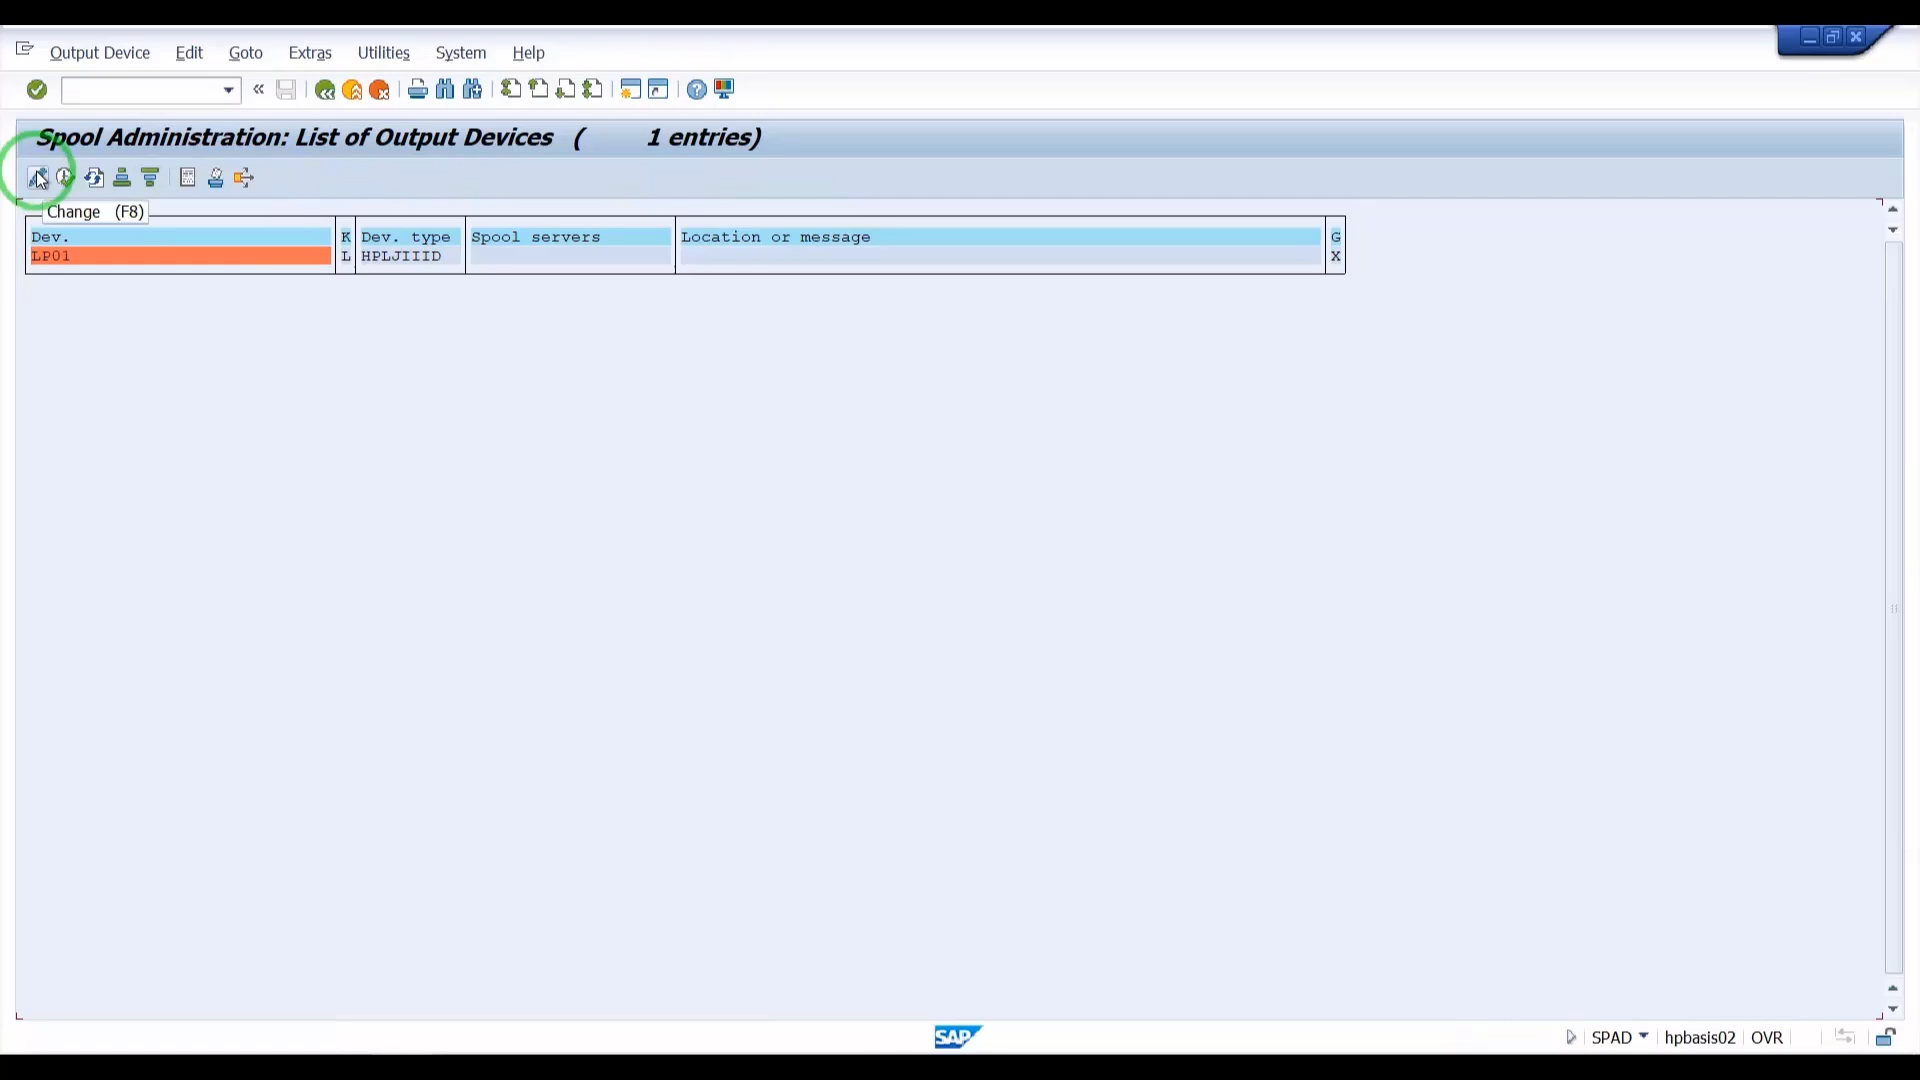 Output Device Edit Goto Extras Utilities System Help
Spool Administration: List of Output Devices ( 1 entries)
Change (F8)
Dev. K Dev. type Spool servers Location or message G
LP01 L HPLJIIID X
SAP SPAD hpbasis02 OVR